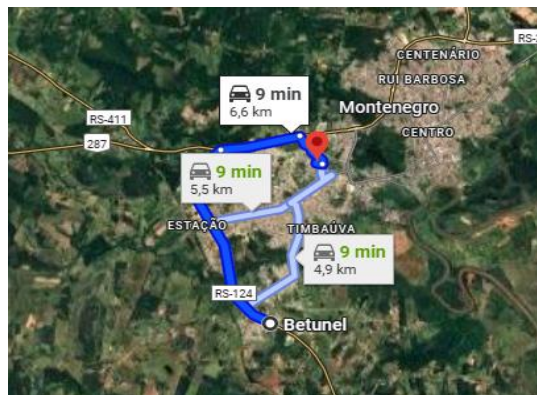 CENTENÁRIO
RS-
RUI BARBOSA
9 min
6,6 km
Montenegro
RS-411
CENTRO
287
9 min
5,5 km
ESTAÇÃO
TIMBAÚVA
9 min
4,9 km
RS-124
Betunel